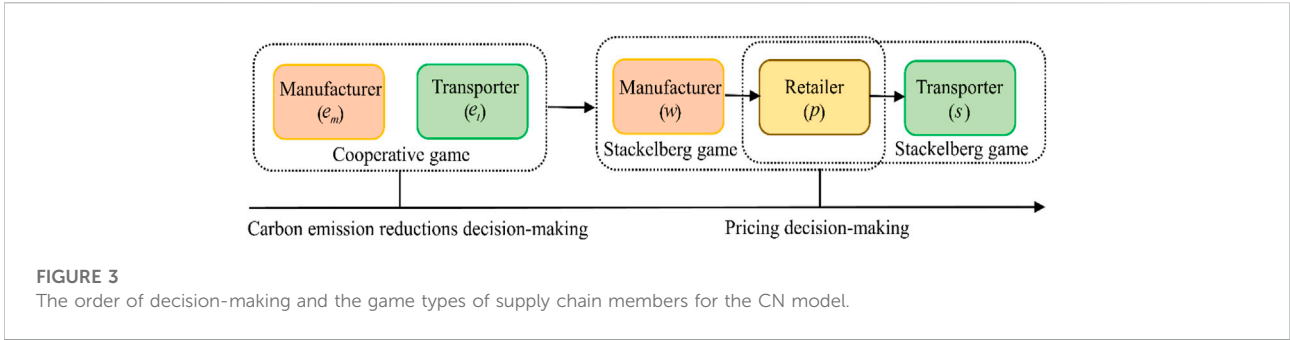 Manufacturer
(e_m)
Transporter
(e_t)
Cooperative game
Manufacturer
(w)
Retailer
(p)
Transporter
(s)
Stackelberg game
Stackelberg game
Carbon emission reductions decision-making
Pricing decision-making
FIGURE 3
The order of decision-making and the game types of supply chain members for the CN model.